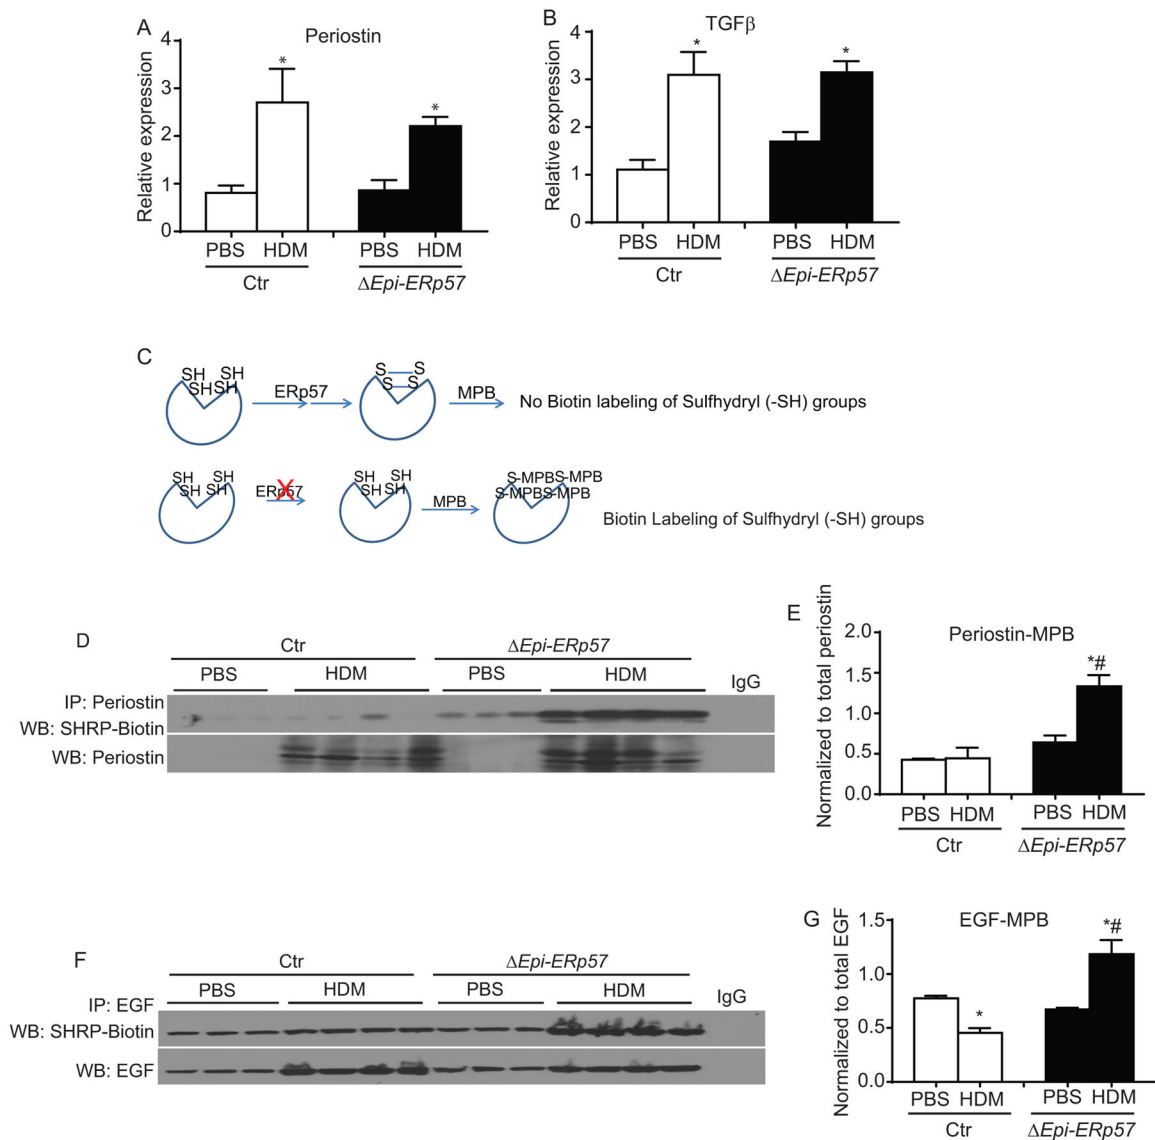 A
Periostin
Relative expression
4
3
2
1
0
*
*
PBS HDM PBS HDM
Ctr ΔEpi-ERp57
B
TGFβ
Relative expression
4
3
2
1
0
*
*
PBS HDM PBS HDM
Ctr ΔEpi-ERp57
C
SH SH
SH SH
ERp57
S S
S S
MPB
No Biotin labeling of Sulfhydryl (-SH) groups
SH SH
SH SH
ERp57
X
SH SH
SH SH
MPB
S-MPB S-MPB
S-MPB S-MPB
Biotin Labeling of Sulfhydryl (-SH) groups
D
Ctr ΔEpi-ERp57
PBS HDM PBS HDM IgG
IP: Periostin
WB: SHRP-Biotin
WB: Periostin
E
Periostin-MPB
Normalized to total periostin
2.0
1.5
1.0
0.5
0.0
*#
PBS HDM PBS HDM
Ctr ΔEpi-ERp57
F
Ctr ΔEpi-ERp57
PBS HDM PBS HDM IgG
IP: EGF
WB: SHRP-Biotin
WB: EGF
G
EGF-MPB
Normalized to total EGF
1.5
1.0
0.5
0.0
*
*#
PBS HDM PBS HDM
Ctr ΔEpi-ERp57